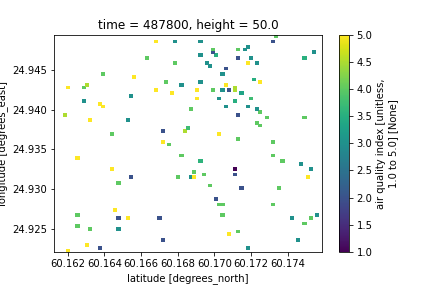 time = 487800, height = 50.0
24.945
24.940
24.935
24.930
24.925
longitude [degrees_east]
60.162 60.164 60.166 60.168 60.170 60.172 60.174
latitude [degrees_north]
5.0
4.5
4.0
3.5
3.0
2.5
2.0
1.5
1.0
air quality index [unitless,
1.0 to 5.0] [None]